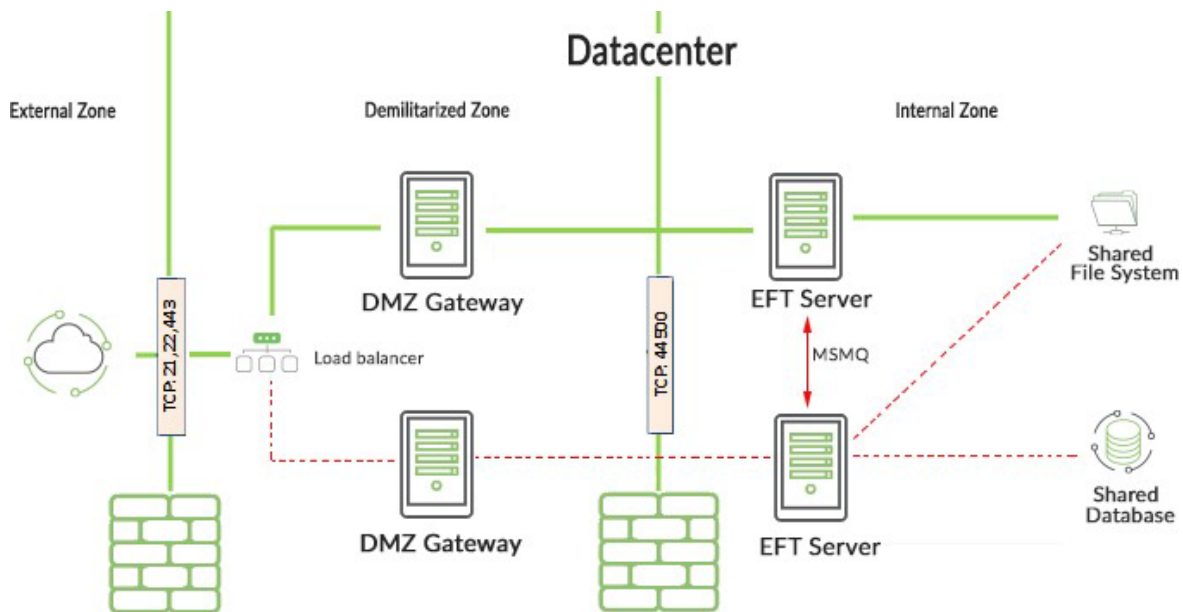 Datacenter
External Zone
Demilitarized Zone
Internal Zone
DMZ Gateway
EFT Server
Shared
File System
TCP: 21,22,443
Load balancer
TCP: 44500
MSMQ
DMZ Gateway
EFT Server
Shared
Database